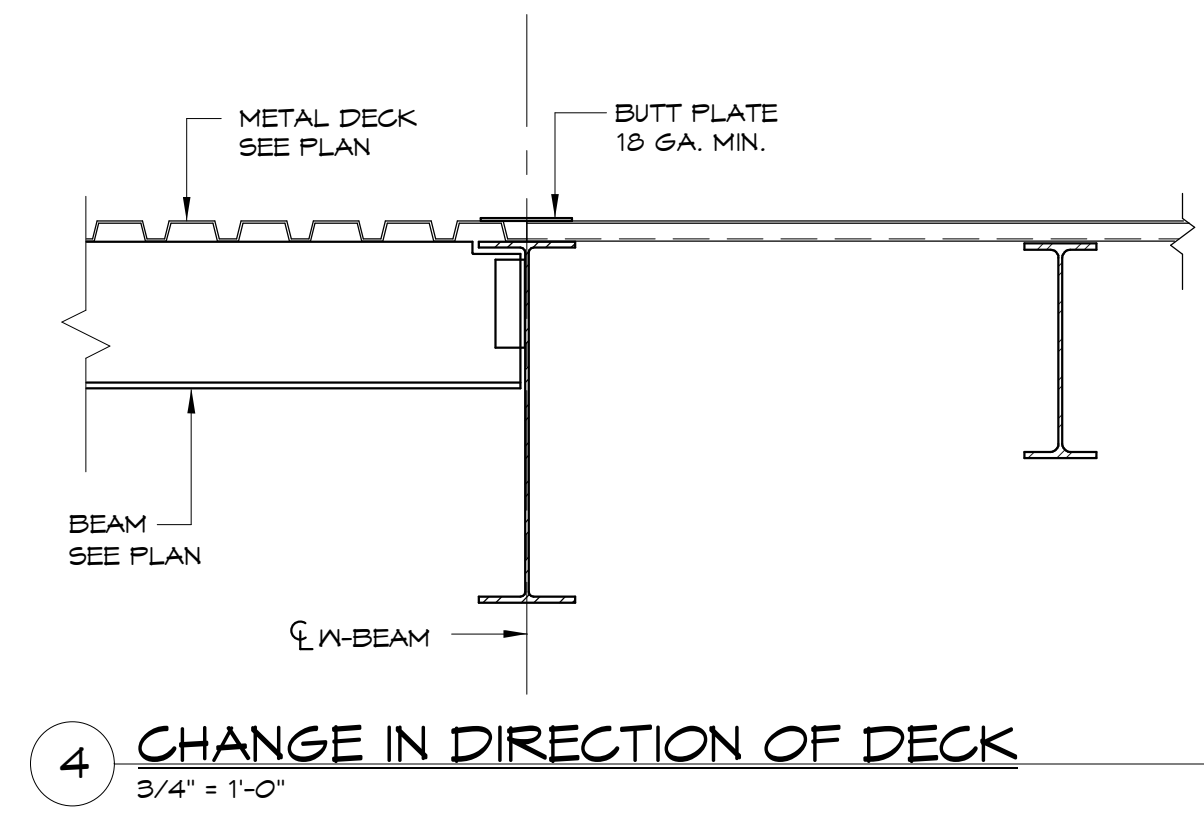 METAL DECK
SEE PLAN
BUTT PLATE
18 GA. MIN.
BEAM
SEE PLAN
℄ W-BEAM
4
CHANGE IN DIRECTION OF DECK
3/4" = 1'-0"